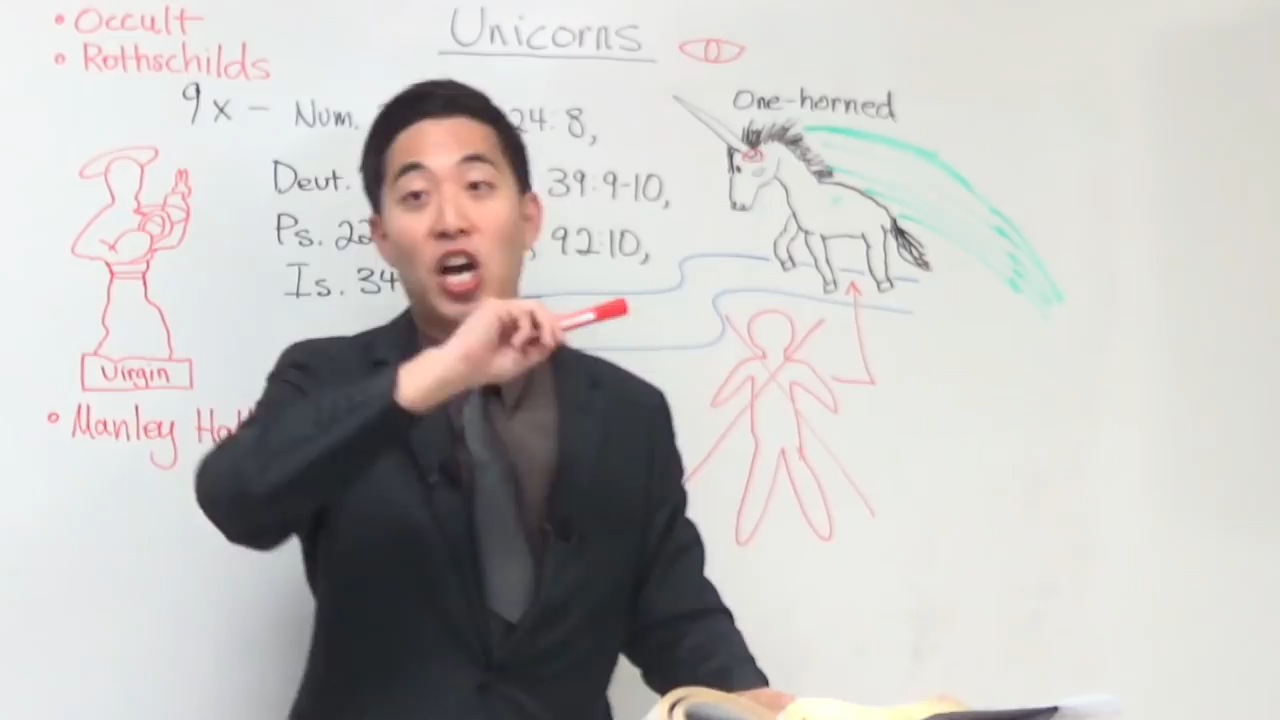 • Occult
• Rothschilds
Unicorns
9x - Num. 24:8,
Deut. 39:9-10,
Ps. 22 , 92:10,
Is. 34
One-horned
Virgin
• Manley